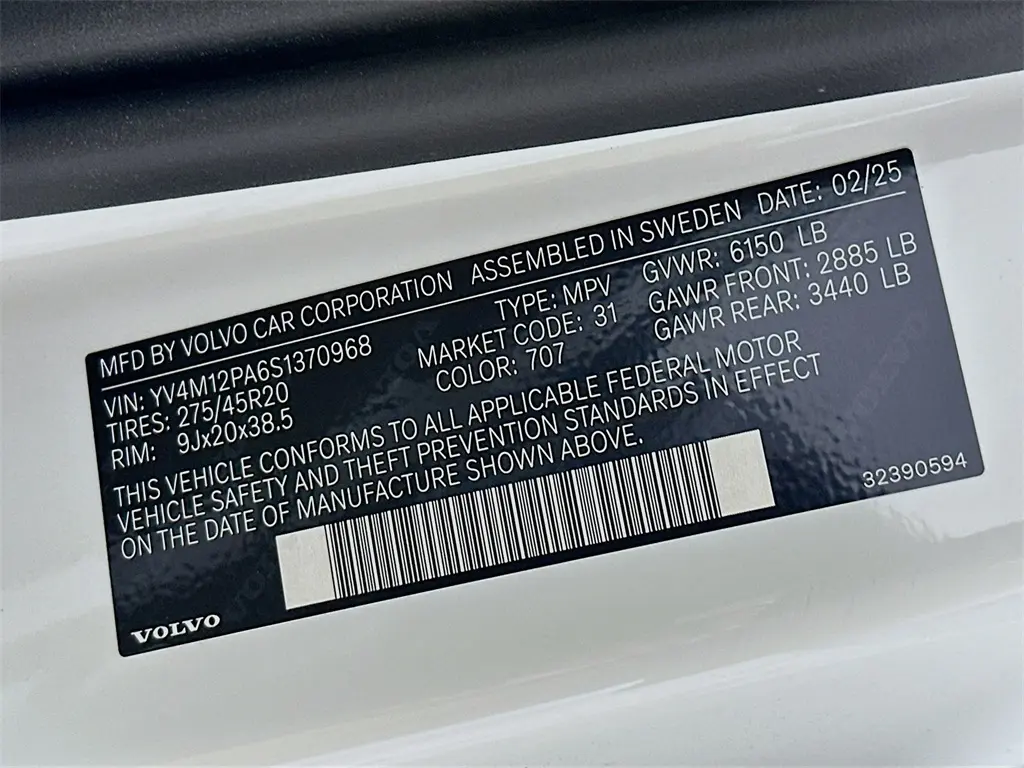 MFD BY VOLVO CAR CORPORATION ASSEMBLED IN SWEDEN DATE: 02/25
VIN: YV4M12PA6S1370968 TYPE: MPV GVWR: 6150 LB
TIRES: 275/45R20 MARKET CODE: 31 GAWR FRONT: 2885 LB
RIM: 9Jx20x38.5 COLOR: 707 GAWR REAR: 3440 LB
THIS VEHICLE CONFORMS TO ALL APPLICABLE FEDERAL MOTOR
VEHICLE SAFETY AND THEFT PREVENTION STANDARDS IN EFFECT
ON THE DATE OF MANUFACTURE SHOWN ABOVE.
32390594
VOLVO